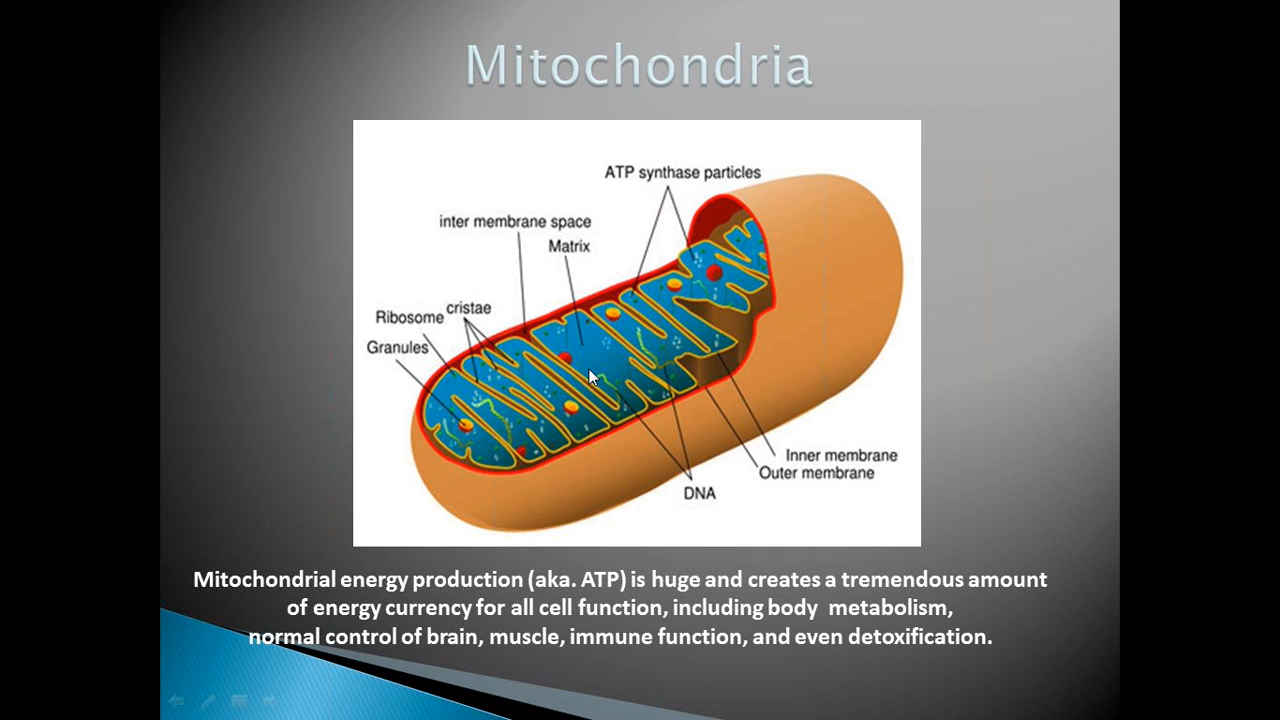 Mitochondria
ATP synthase particles
inter membrane space
Matrix
cristae
Ribosome
Granules
Inner membrane
Outer membrane
DNA
Mitochondrial energy production (aka. ATP) is huge and creates a tremendous amount
of energy currency for all cell function, including body  metabolism,
normal control of brain, muscle, immune function, and even detoxification.